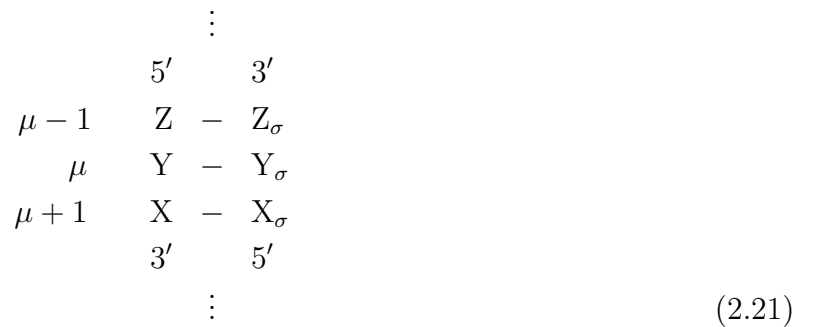 ⋮
5′ 3′
μ − 1 Z − Z_σ
μ Y − Y_σ
μ + 1 X − X_σ
3′ 5′
⋮ (2.21)